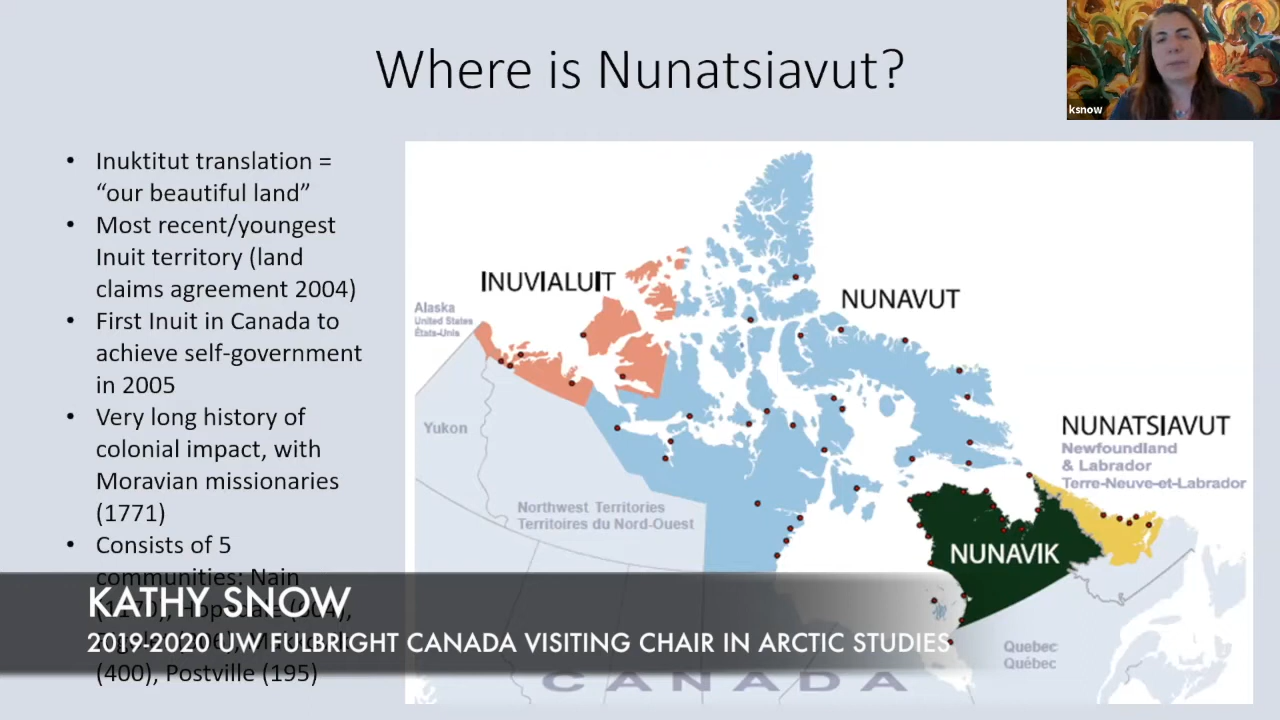 Where is Nunatsiavut?
ksnow
• Inuktitut translation =
“our beautiful land”
• Most recent/youngest
Inuit territory (land
claims agreement 2004)
• First Inuit in Canada to
achieve self-government
in 2005
• Very long history of
colonial impact, with
Moravian missionaries
(1771)
• Consists of 5
communities: Nain
(400), Postville (195)
INUVIALUIT
Alaska
United States
États-Unis
NUNAVUT
Yukon
NUNATSIAVUT
Newfoundland
& Labrador
Terre-Neuve-et-Labrador
Northwest Territories
Territoires du Nord-Ouest
NUNAVIK
Quebec
Québec
CANADA
KATHY SNOW
2019-2020 UW FULBRIGHT CANADA VISITING CHAIR IN ARCTIC STUDIES